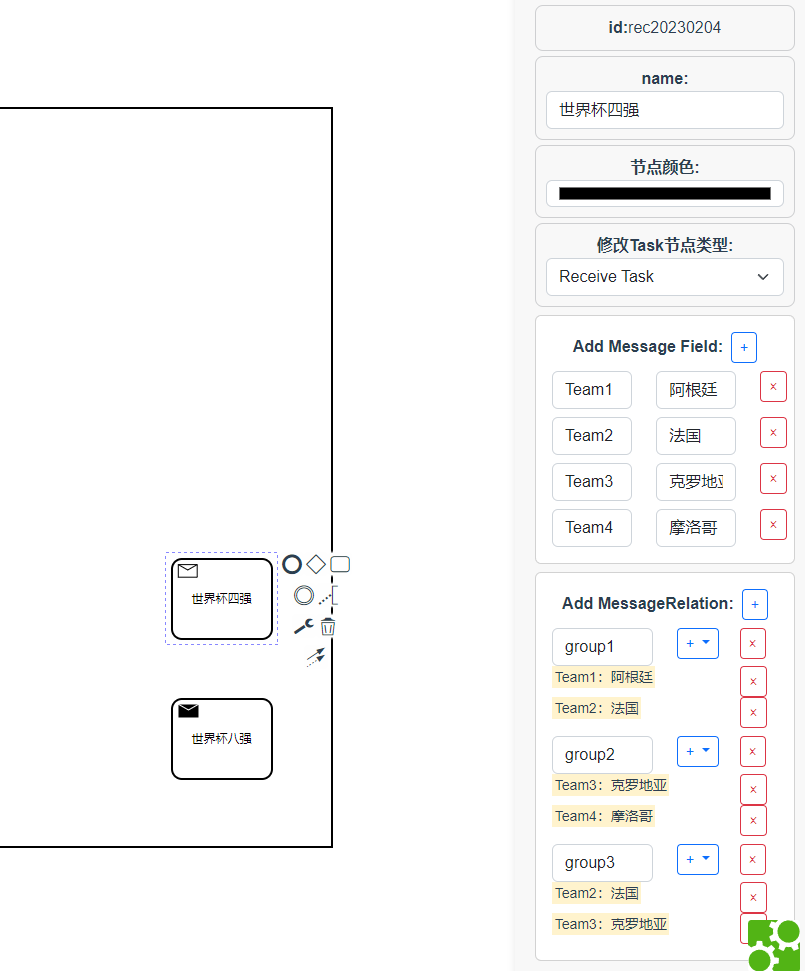 id:rec20230204
name:
世界杯四强
节点颜色:
修改Task节点类型:
Receive Task
Add Message Field: +
Team1 阿根廷 x
Team2 法国 x
Team3 克罗地 x
Team4 摩洛哥 x
世界杯四强
世界杯八强
Add MessageRelation: +
group1 + x
Team1：阿根廷 x
Team2：法国 x
group2 + x
Team3：克罗地亚 x
Team4：摩洛哥 x
group3 + x
Team2：法国 x
Team3：克罗地亚